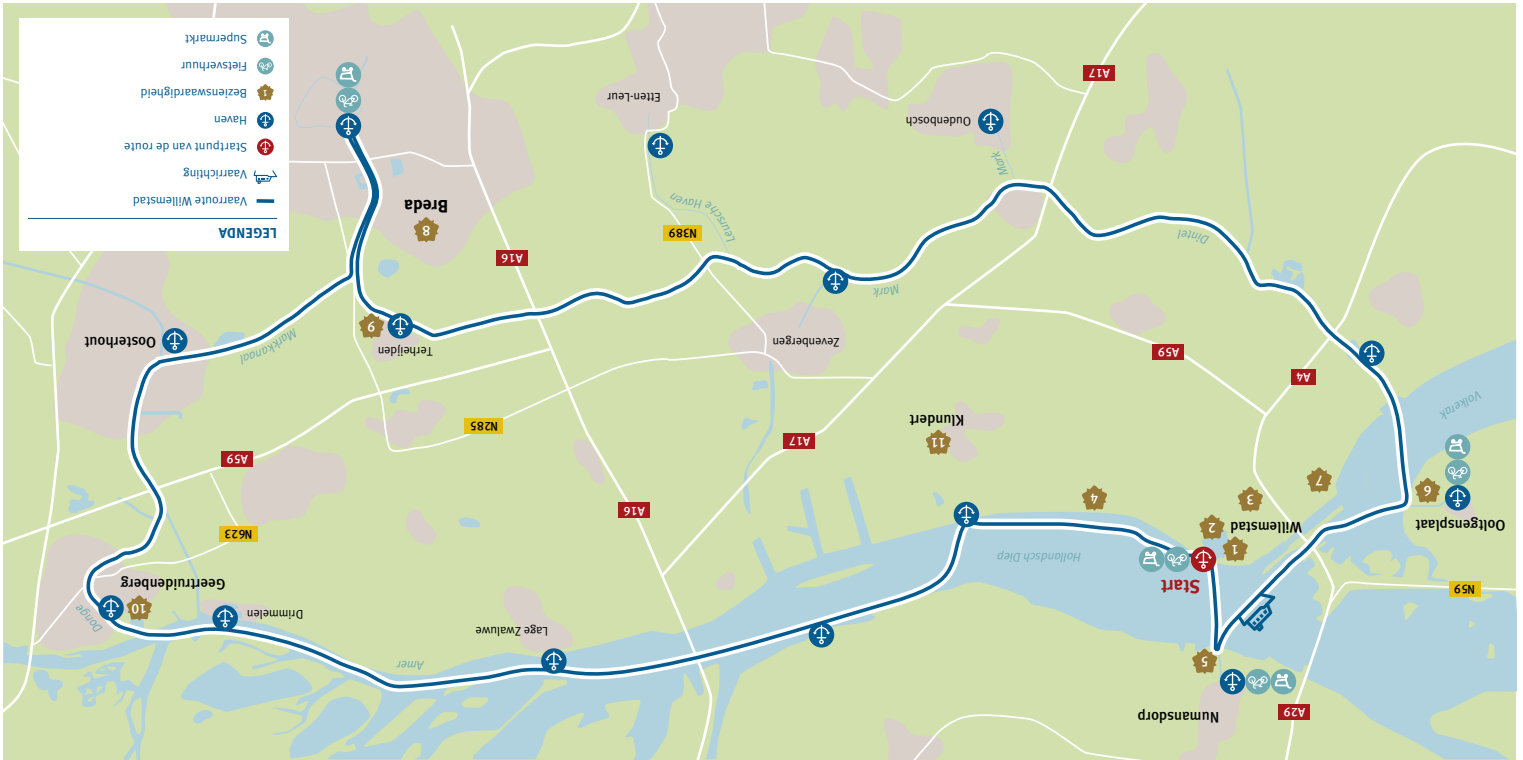 A29
Numansdorp
5
Amer
Lage Zwaluwe
Drimmelen
Donge
10
Geertruidenberg
N59
Start
Hollandsch Diep
1
Ooltgensplaat
2
Willemstad
N623
A16
6
7
3
4
A59
11
Klundert
A17
N285
Volkerak
A4
A59
Terheijden
Zevenbergen
Markkanaal
Oosterhout
9
Mark
A16
Dintel
N389
Leursche Haven
8
Breda
Mark
Oudenbosch
Etten-Leur
A17
LEGENDA
Vaarroute Willemstad
Vaarrichting
Startpunt van de route
Haven
1
Bezienswaardigheid
Fietsverhuur
Supermarkt